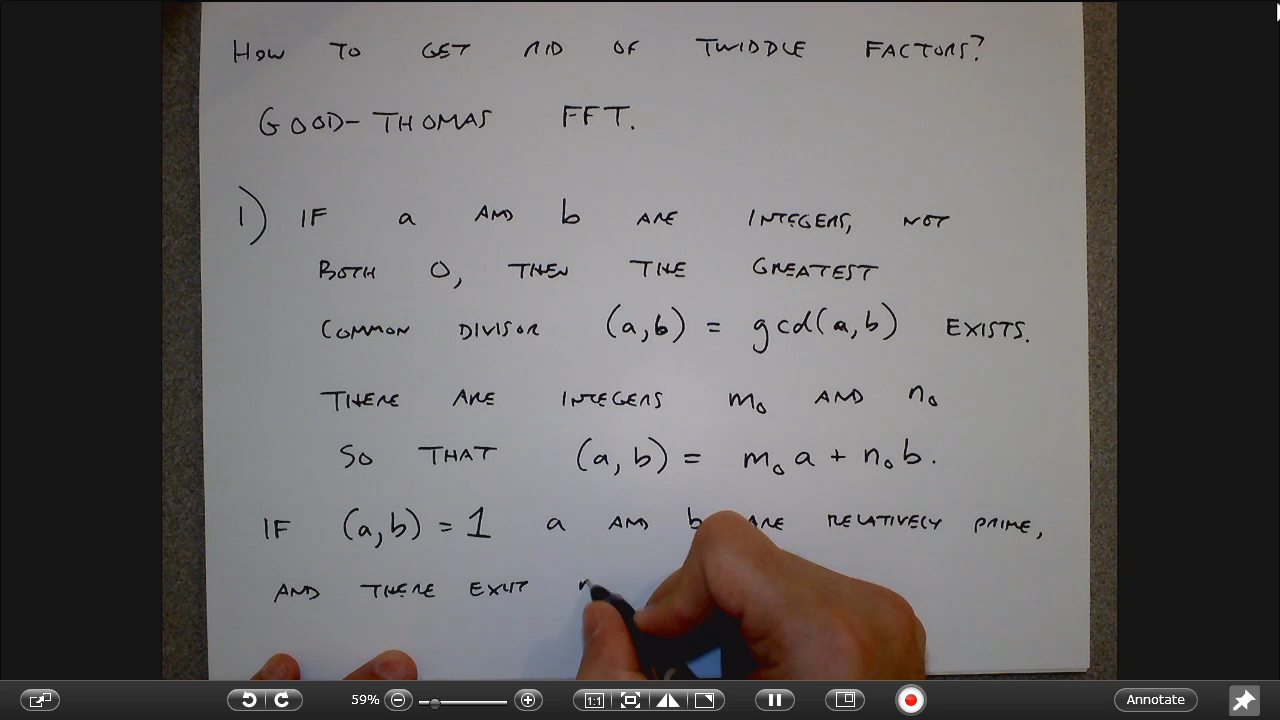 HOW TO GET RID OF TWIDDLE FACTORS?
GOOD-THOMAS FFT.
1) IF a AND b ARE INTEGERS, NOT
BOTH 0, THEN THE GREATEST
COMMON DIVISOR (a,b) = gcd(a,b) EXISTS.
THERE ARE INTEGERS m₀ AND n₀
SO THAT (a,b) = m₀a + n₀b.
IF (a,b) = 1 a AND b ARE RELATIVELY PRIME,
AND THERE EXIST
59%
1:1
Annotate